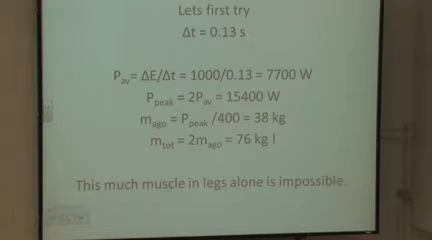 Lets first try
Δt = 0.13 s
Pav= ΔE/Δt = 1000/0.13 = 7700 W
Ppeak = 2Pav = 15400 W
mago = Ppeak /400 = 38 kg
mtot = 2mago = 76 kg !
This much muscle in legs alone is impossible.